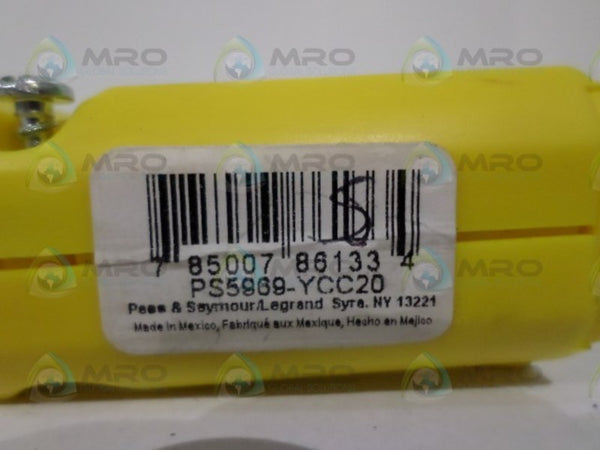 7 85007 86133 4
PS5969-YCC20
Pass & Seymour/Legrand Syra. NY 13221
Made in Mexico, Fabriqué aux Mexique, Hecho en Mejico
MRO